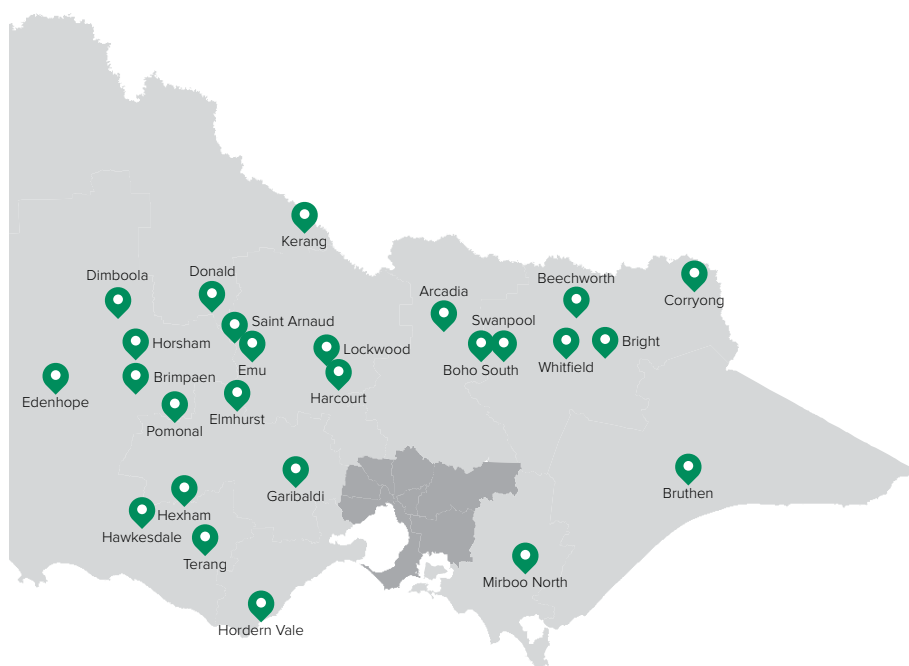 Kerang
Beechworth
Donald
Dimboola
Arcadia
Corryong
Swanpool
Saint Arnaud
Bright
Horsham
Lockwood
Whitfield
Boho South
Emu
Brimpaen
Harcourt
Edenhope
Elmhurst
Pomonal
Bruthen
Garibaldi
Hexham
Hawkesdale
Terang
Mirboo North
Hordern Vale